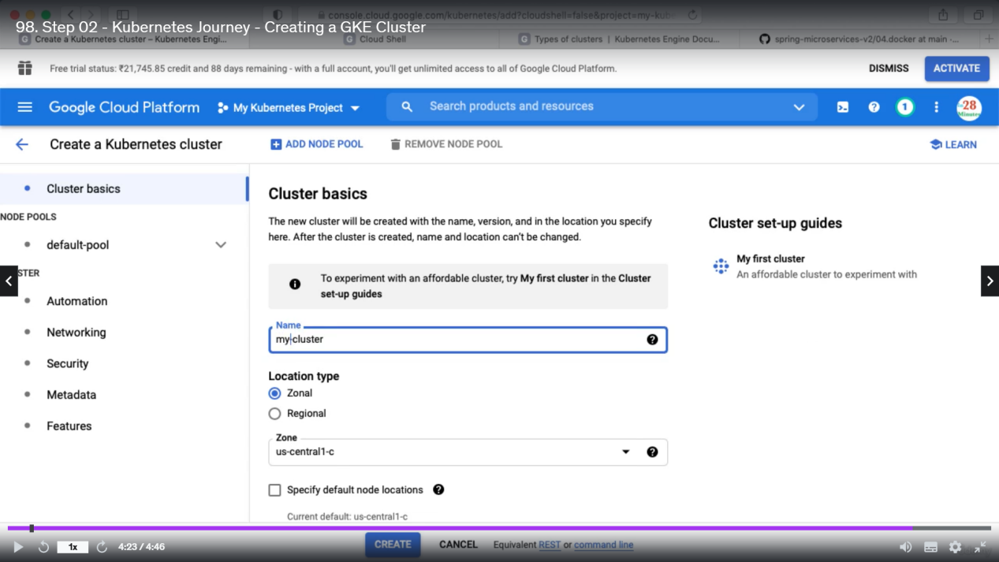 console.cloud.google.com/kubernetes/add?cloudshell=false&project=my-kub
98. Step 02 - Kubernetes Journey - Creating a GKE Cluster
Create a Kubernetes cluster – Kubernetes Engi...
Cloud Shell
Types of clusters | Kubernetes Engine Docu...
spring-microservices-v2/04.docker at main ·...
Free trial status: ₹21,745.85 credit and 88 days remaining - with a full account, you'll get unlimited access to all of Google Cloud Platform.
DISMISS
ACTIVATE
Google Cloud Platform
My Kubernetes Project
Search products and resources
1
28
Minutes
Create a Kubernetes cluster
ADD NODE POOL
REMOVE NODE POOL
LEARN
Cluster basics
NODE POOLS
default-pool
STER
Automation
Networking
Security
Metadata
Features
Cluster basics
The new cluster will be created with the name, version, and in the location you specify
here. After the cluster is created, name and location can't be changed.
To experiment with an affordable cluster, try My first cluster in the Cluster
set-up guides
Name
my-cluster
Location type
Zonal
Regional
Zone
us-central1-c
Specify default node locations
Current default: us-central1-c
Cluster set-up guides
My first cluster
An affordable cluster to experiment with
CREATE
CANCEL
Equivalent REST or command line
1x
4:23 / 4:46